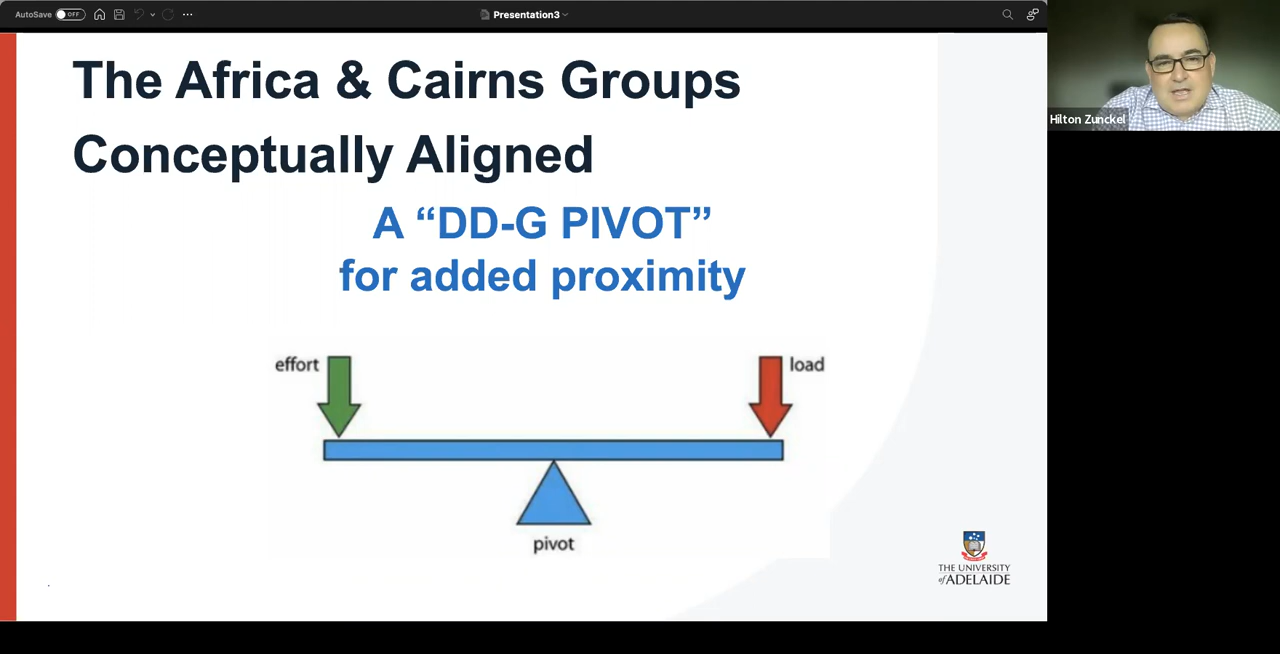 AutoSave OFF
Presentation3
Hilton Zunckel
The Africa & Cairns Groups
Conceptually Aligned
A “DD-G PIVOT”
for added proximity
effort
load
pivot
THE UNIVERSITY
of ADELAIDE